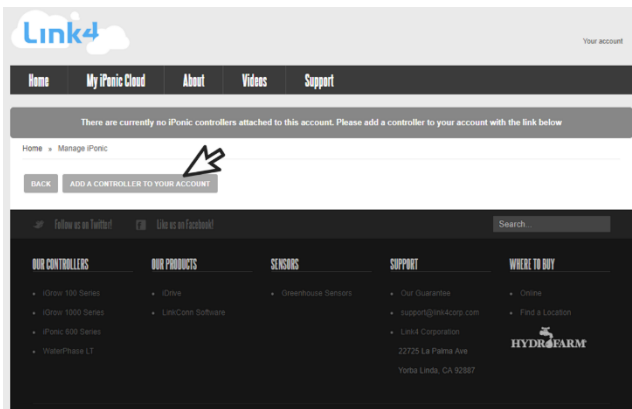 Link4
Your account
Home My iPonic Cloud About Videos Support
There are currently no iPonic controllers attached to this account. Please add a controller to your account with the link below
Home » Manage iPonic
BACK ADD A CONTROLLER TO YOUR ACCOUNT
Follow us on Twitter! Like us on Facebook! Search...
OUR CONTROLLERS
iGrow 100 Series
iGrow 1000 Series
iPonic 600 Series
WaterPhase LT
OUR PRODUCTS
iDrive
LinkConn Software
SENSORS
Greenhouse Sensors
SUPPORT
Our Guarantee
support@link4corp.com
Link4 Corporation
22725 La Palma Ave
Yorba Linda, CA 92887
WHERE TO BUY
Online
Find a Location
HYDROFARM